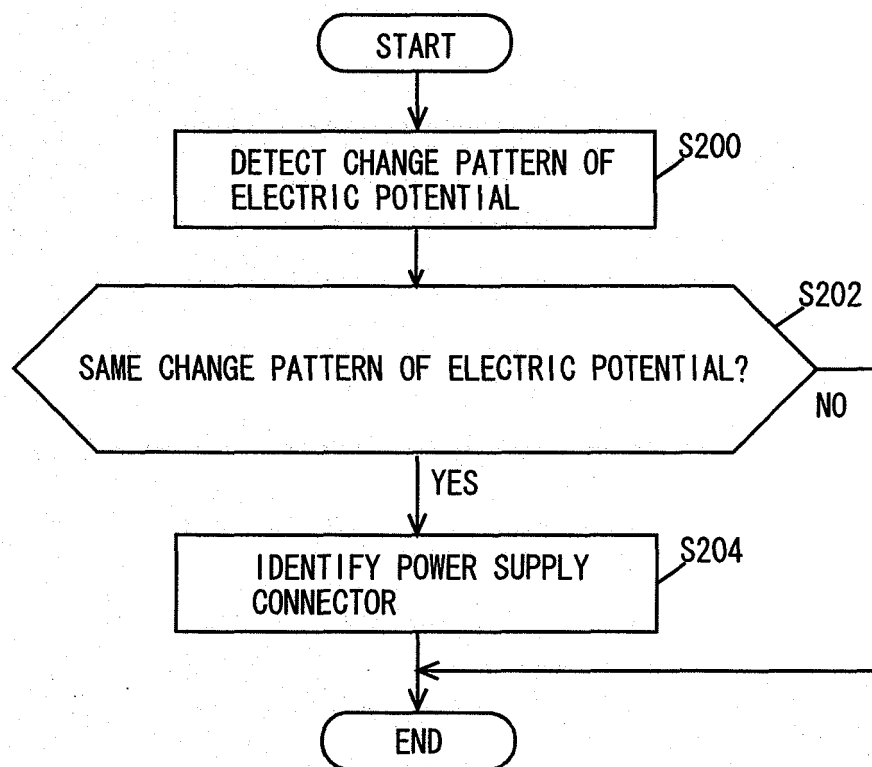 START
DETECT CHANGE PATTERN OF
ELECTRIC POTENTIAL
S200
SAME CHANGE PATTERN OF ELECTRIC POTENTIAL?
S202
NO
YES
IDENTIFY POWER SUPPLY
CONNECTOR
S204
END